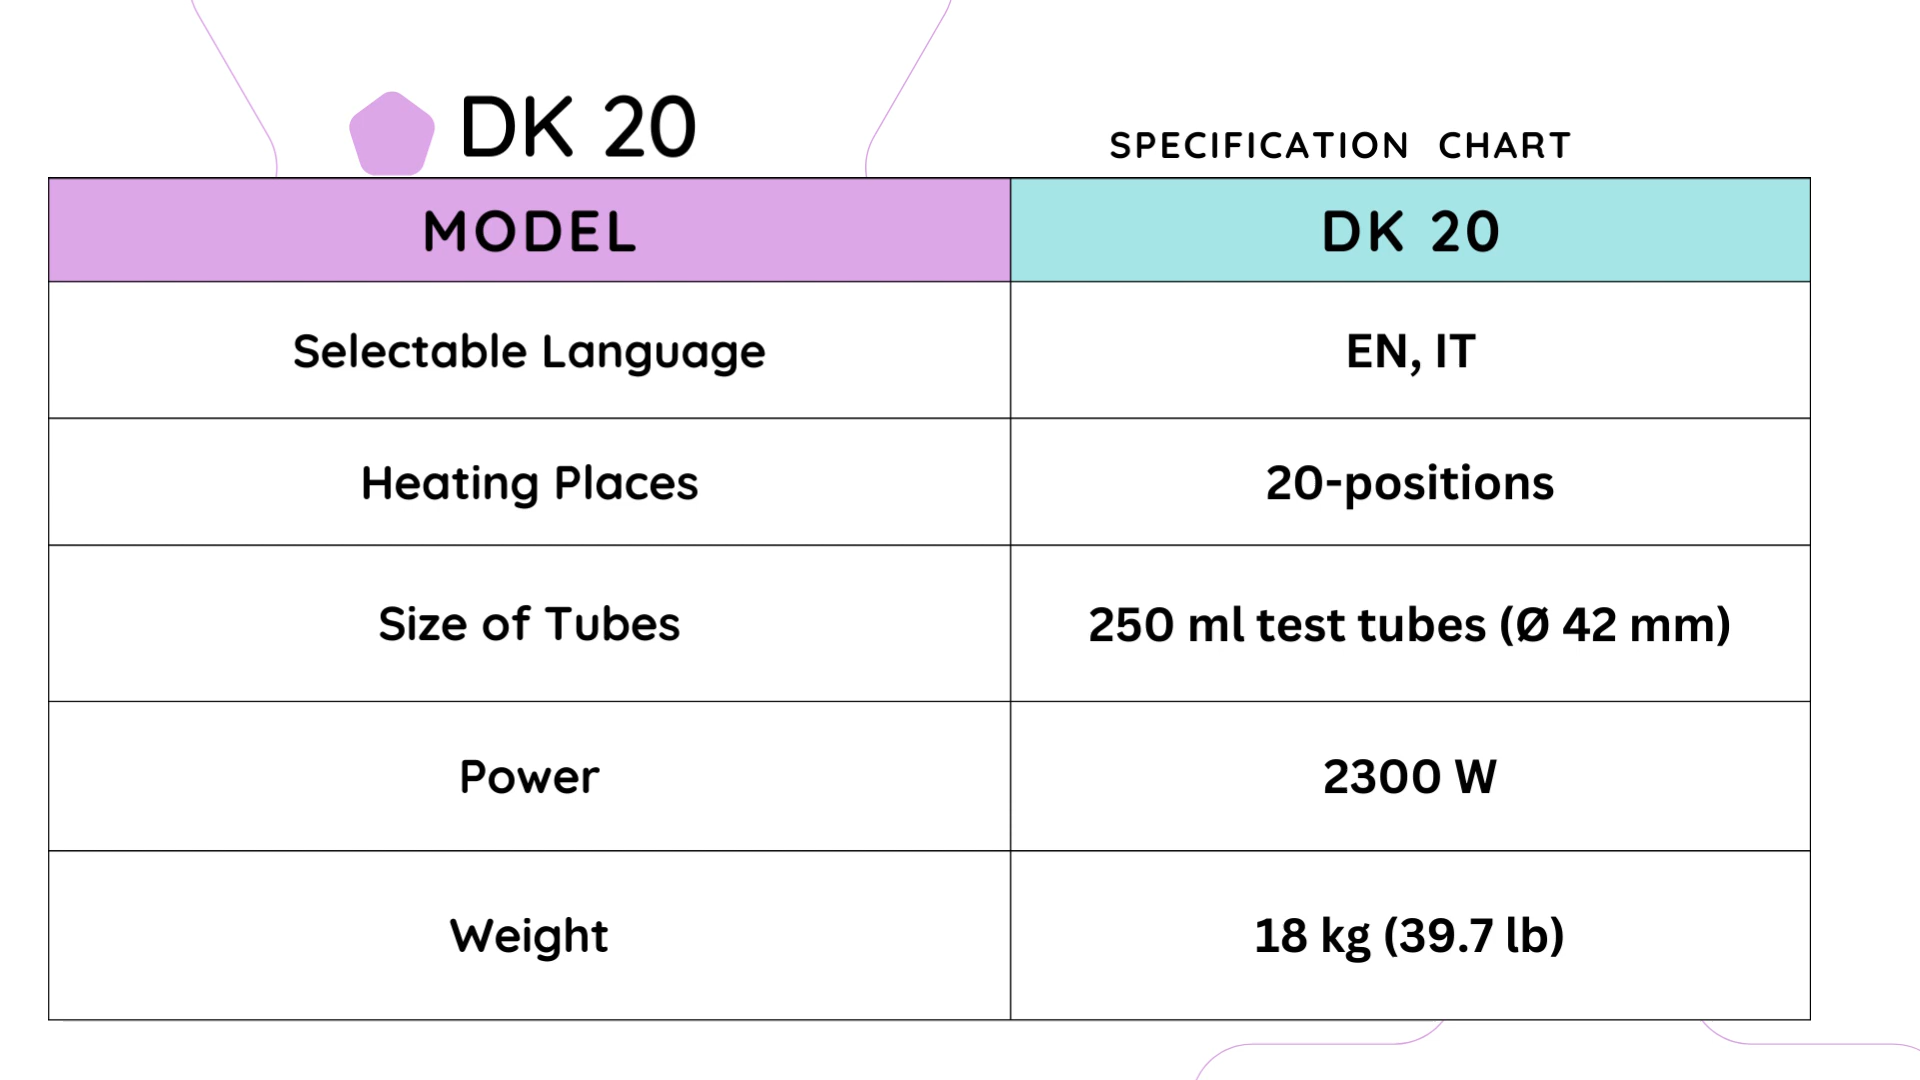 DK 20
SPECIFICATION CHART
MODEL
DK 20
Selectable Language
EN, IT
Heating Places
20-positions
Size of Tubes
250 ml test tubes (Ø 42 mm)
Power
2300 W
Weight
18 kg (39.7 lb)